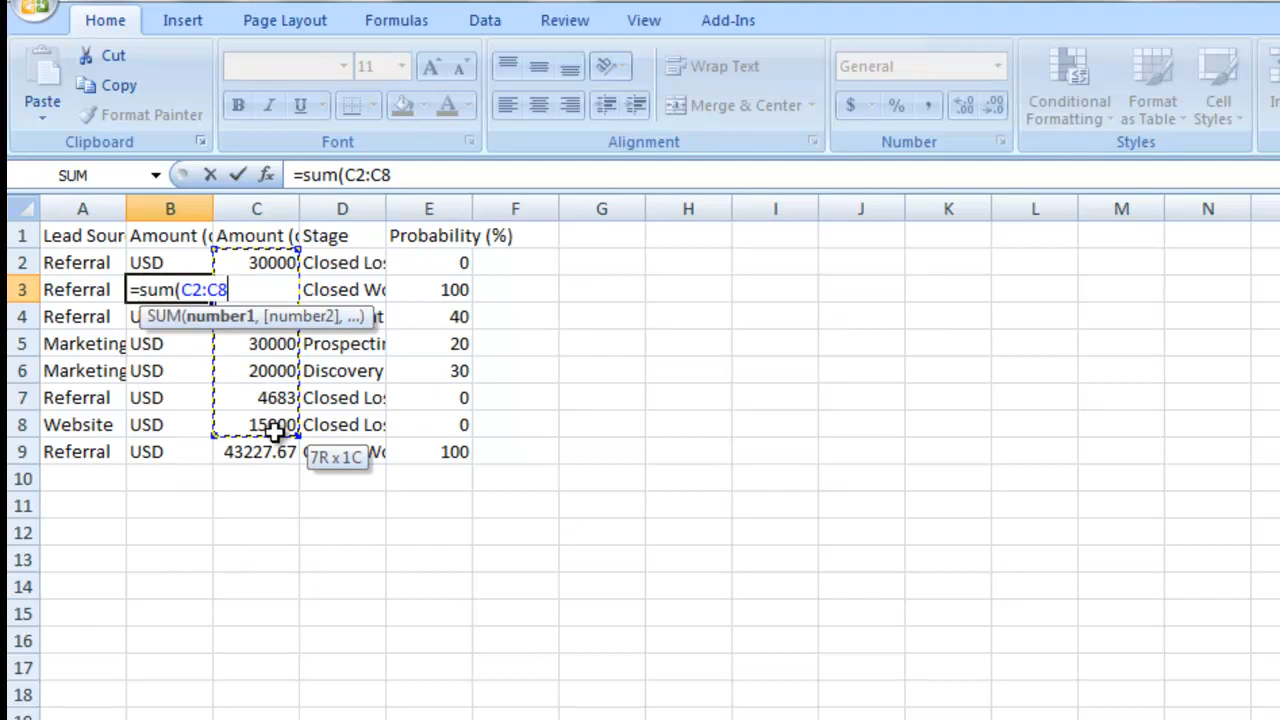 Home Insert Page Layout Formulas Data Review View Add-Ins
Paste Cut Copy Format Painter
11 B I U
Wrap Text Merge & Center
General $ % ,
Conditional Formatting Format as Table Cell Styles
Clipboard Font Alignment Number Styles
SUM fx =sum(C2:C8
A B C D E F G H I J K L M N
1 Lead Sour Amount (c Amount (c Stage Probability (%)
2 Referral USD 30000 Closed Los 0
3 Referral =sum(C2:C8 Closed Wo 100
4 Referral 40
SUM(number1, [number2], ...)
5 Marketing USD 30000 Prospectin 20
6 Marketing USD 20000 Discovery 30
7 Referral USD 4683 Closed Los 0
8 Website USD Closed Los 0
9 Referral USD 43227.67 100
7R x 1C
10
11
12
13
14
15
16
17
18